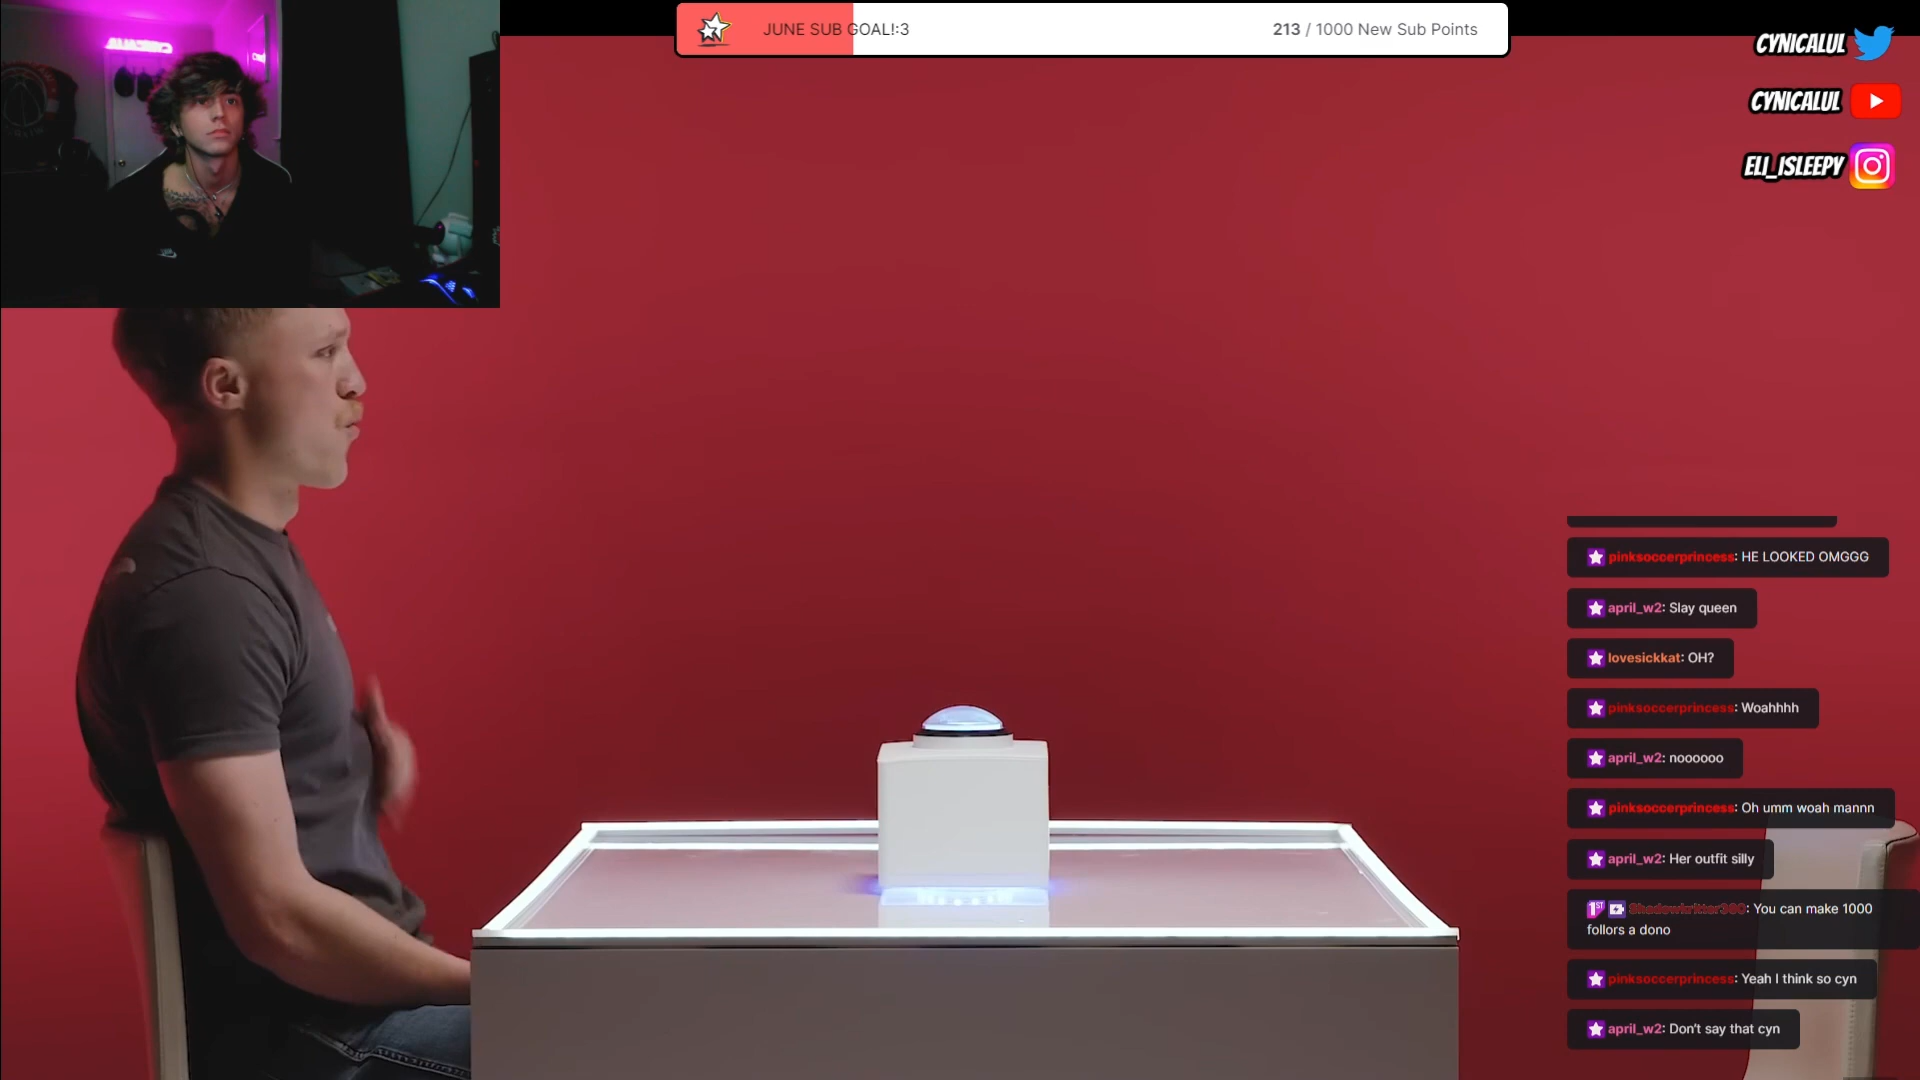 JUNE SUB GOAL!:3
213 / 1000 New Sub Points
CYNICALUL
CYNICALUL
ELI_ISLEEPY
pinksoccerprincess: HE LOOKED OMGGG
april_w2: Slay queen
lovesickkat: OH?
pinksoccerprincess: Woahhhh
april_w2: noooooo
pinksoccerprincess: Oh umm woah mannn
april_w2: Her outfit silly
1ST : You can make 1000
follors a dono
pinksoccerprincess: Yeah I think so cyn
april_w2: Don't say that cyn